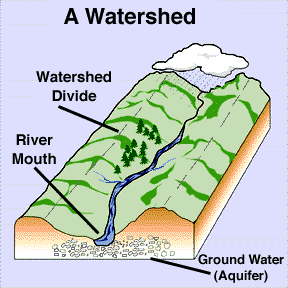 A Watershed
Watershed
Divide
River
Mouth
Ground Water
(Aquifer)